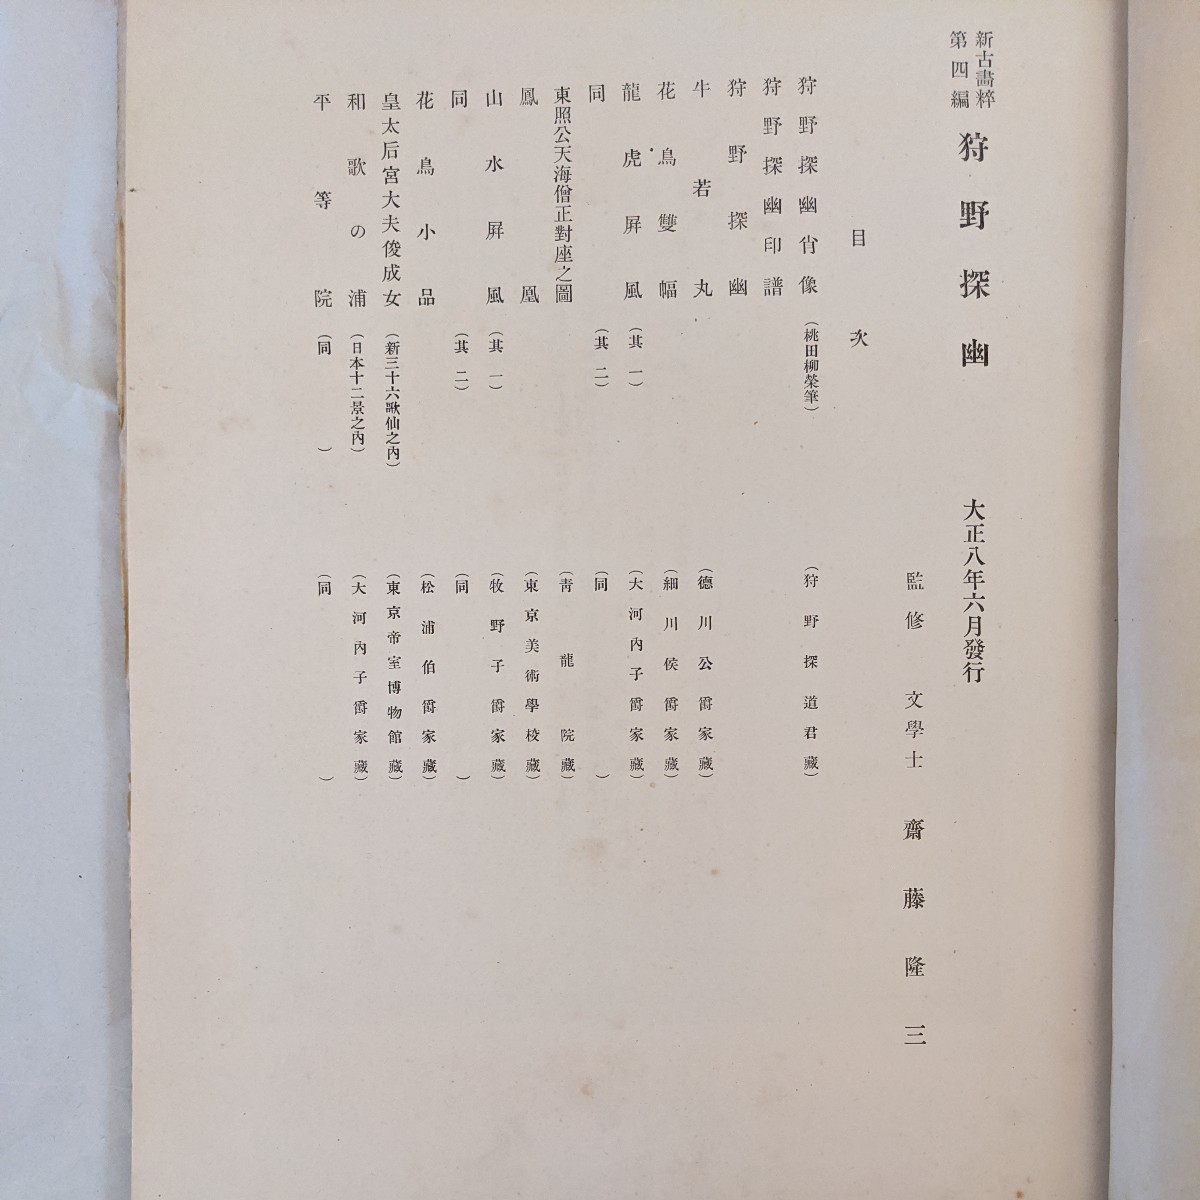 新古畫粹
第四編
狩野探幽
大正八年六月發行
監修 文學士 齋藤隆三
目次
狩野探幽肖像 (桃田柳榮筆) (狩野探道君藏)
狩野探幽印譜
狩野探幽
牛若丸 (德川公爵家藏)
花鳥雙幅 (細川侯爵家藏)
龍虎屛風 (其一) (大河內子爵家藏)
同 (其二) (同)
東照公天海僧正對座之圖 (靑龍院藏)
鳳凰 (東京美術學校藏)
山水屛風 (其一) (牧野子爵家藏)
同 (其二) (同)
花鳥小品 (松浦伯爵家藏)
皇太后宮大夫俊成女 (新三十六歌仙之內) (東京帝室博物館藏)
和歌の浦 (日本十二景之內) (大河內子爵家藏)
平等院 (同) (同)